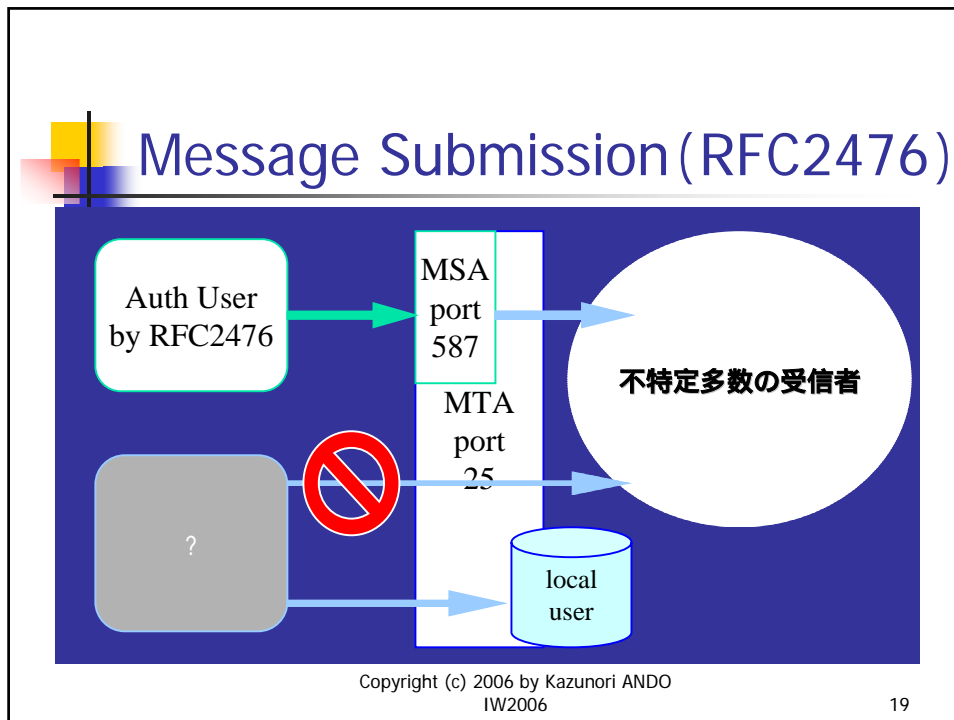 Message Submission(RFC2476)
Auth User
by RFC2476
MSA
port
587
不特定多数の受信者
MTA
port
25
?
local
user
Copyright (c) 2006 by Kazunori ANDO
IW2006
19